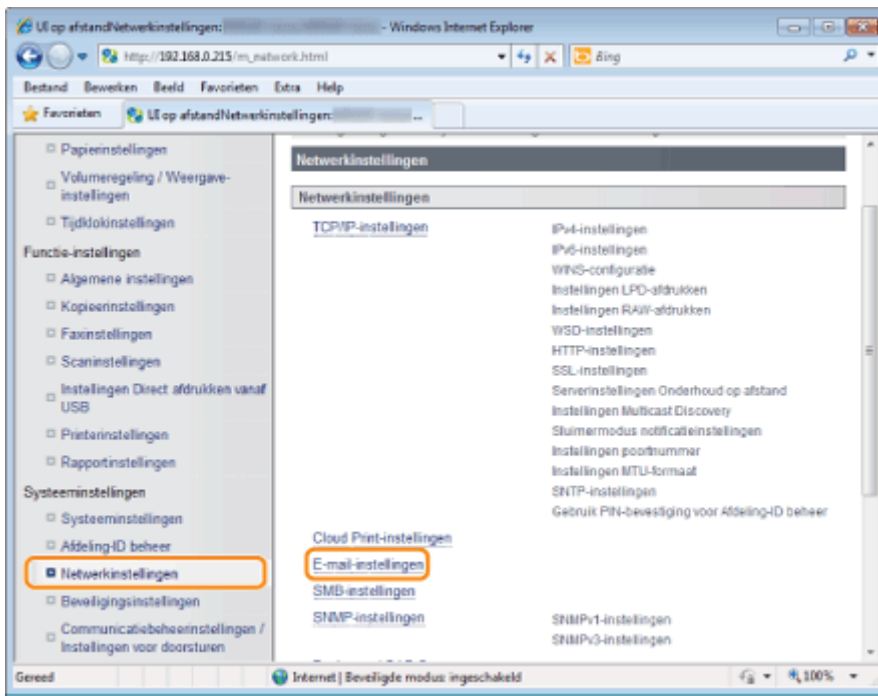 UI op afstandNetwerkinstellingen: - Windows Internet Explorer
http://192.168.0.215/m_network.html
Bing
Bestand Bewerken Beeld Favorieten Extra Help
Favorieten
UI op afstandNetwerkinstellingen: ...
Papierinstellingen
Volumeregeling / Weergave-
instellingen
Tijdklokinstellingen
Functie-instellingen
Algemene instellingen
Kopieerinstellingen
Faxinstellingen
Scaninstellingen
Instellingen Direct afdrukken vanaf
USB
Printerinstellingen
Rapportinstellingen
Systeeminstellingen
Systeeminstellingen
Afdeling-ID beheer
Netwerkinstellingen
Beveiligingsinstellingen
Communicatiebeheerinstellingen /
Instellingen voor doorsturen
Netwerkinstellingen
Netwerkinstellingen
TCP/IP-instellingen
IPv4-instellingen
IPv6-instellingen
WINS-configuratie
Instellingen LPD-afdrukken
Instellingen RAW-afdrukken
WSD-instellingen
HTTP-instellingen
SSL-instellingen
Serverinstellingen Onderhoud op afstand
Instellingen Multicast Discovery
Sluimermodus notificatieinstellingen
Instellingen poortnummer
Instellingen MTU-formaat
SNTP-instellingen
Gebruik PIN-bevestiging voor Afdeling-ID beheer
Cloud Print-instellingen
E-mail-instellingen
SMB-instellingen
SNMP-instellingen
SNMPv1-instellingen
SNMPv3-instellingen
Gereed
Internet | Beveiligde modus: ingeschakeld
100%